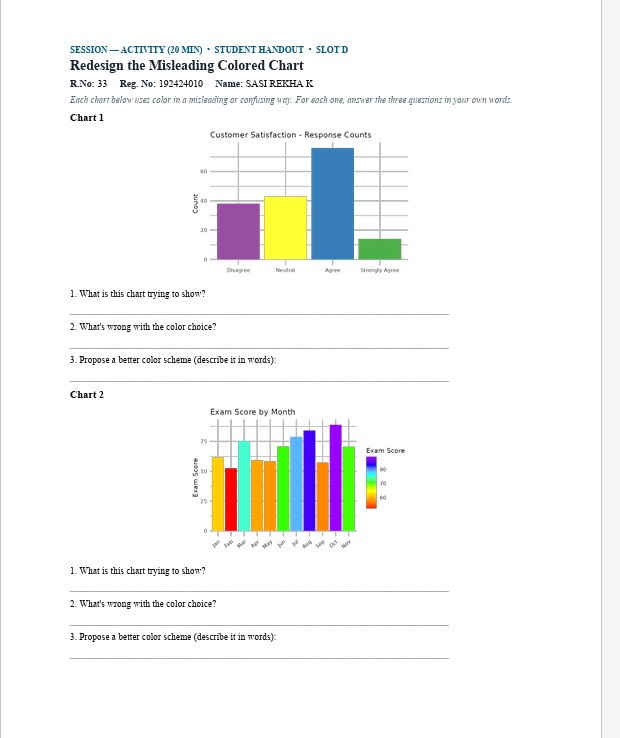 SESSION — ACTIVITY (20 MIN) • STUDENT HANDOUT • SLOT D
Redesign the Misleading Colored Chart
R.No: 33 Reg. No: 192424010 Name: SASI REKHA K
Each chart below uses color in a misleading or confusing way. For each one, answer the three questions in your own words.
Chart 1
Customer Satisfaction - Response Counts
Count
60
40
20
0
Disagree Neutral Agree Strongly Agree
1. What is this chart trying to show?
2. What's wrong with the color choice?
3. Propose a better color scheme (describe it in words):
Chart 2
Exam Score by Month
Exam Score
75
50
25
0
Jan Feb Mar Apr May Jun Jul Aug Sep Oct Nov
Exam Score
80
70
60
1. What is this chart trying to show?
2. What's wrong with the color choice?
3. Propose a better color scheme (describe it in words):